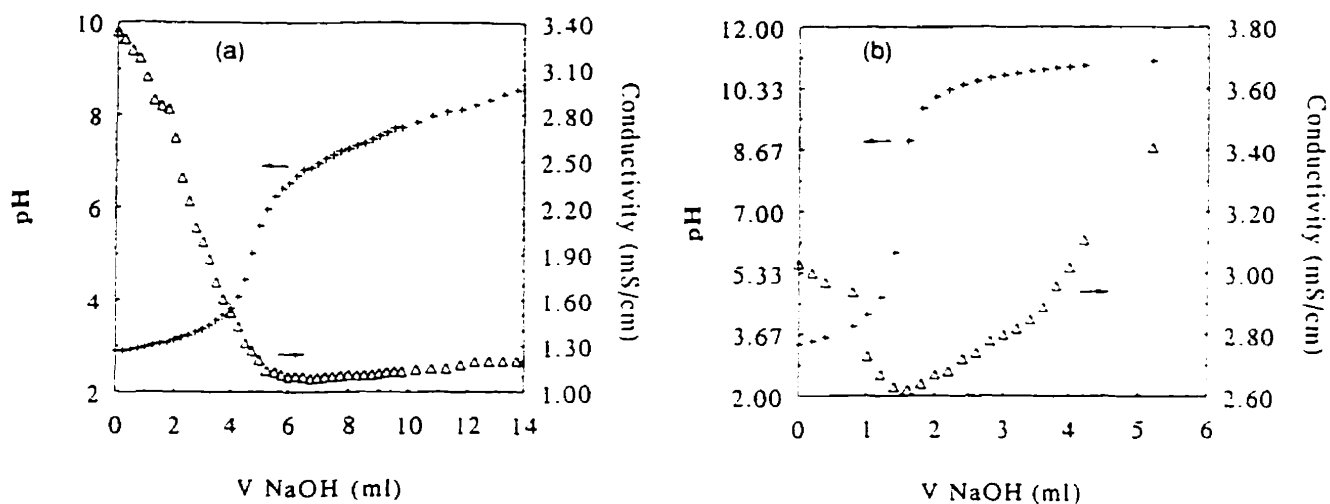 (a)
pH
10
8
6
4
2
0 2 4 6 8 10 12 14
V NaOH (ml)
3.40
3.10
2.80
2.50
2.20
1.90
1.60
1.30
1.00
Conductivity (mS/cm)
(b)
pH
12.00
10.33
8.67
7.00
5.33
3.67
2.00
0 1 2 3 4 5 6
V NaOH (ml)
3.80
3.60
3.40
3.20
3.00
2.80
2.60
Conductivity (mS/cm)